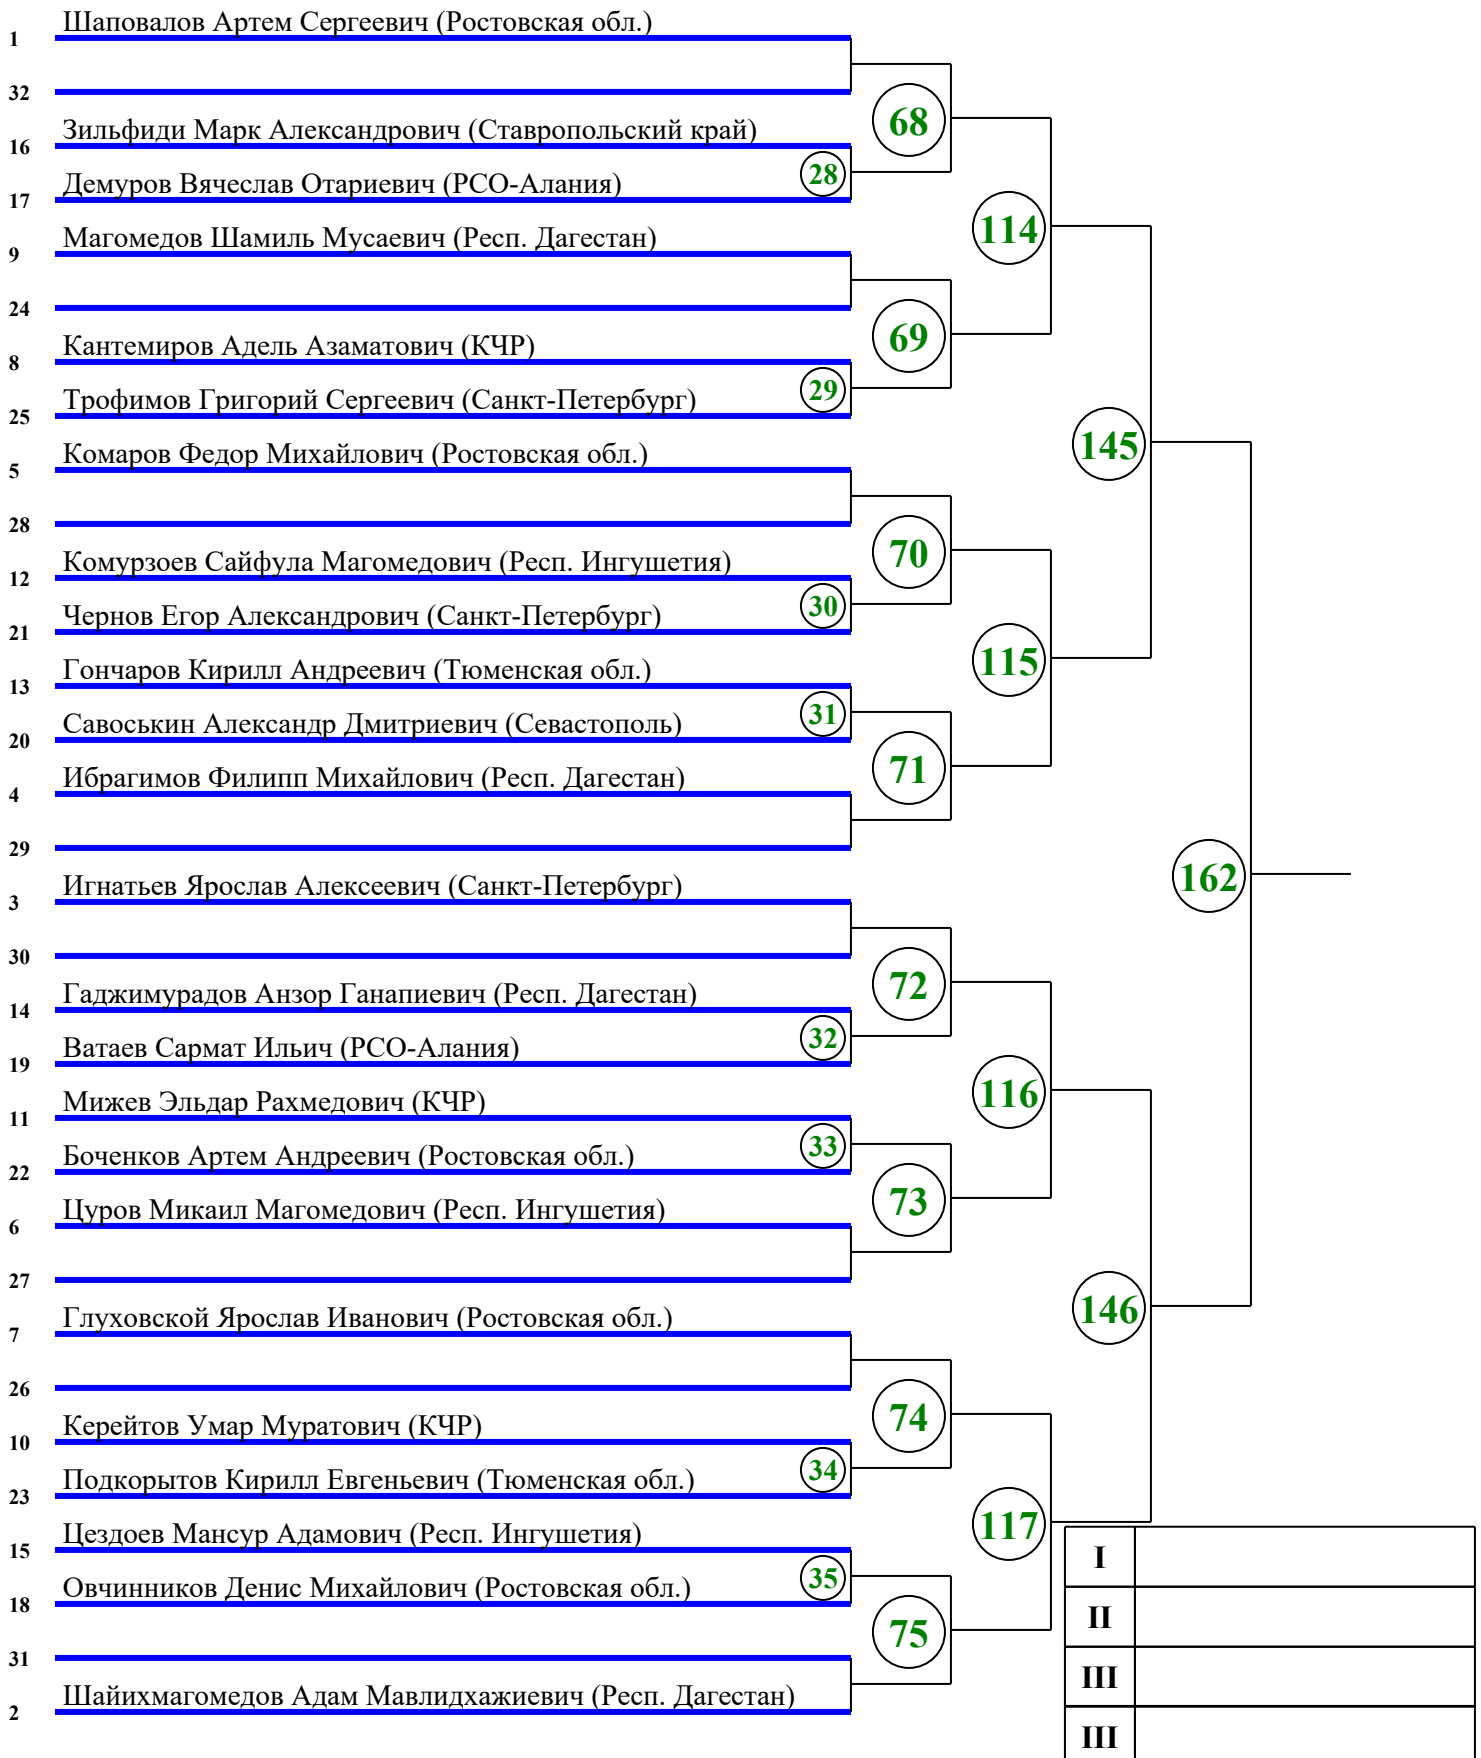 Шаповалов Артем Сергеевич (Ростовская обл.)
1
32
68
Зильфиди Марк Александрович (Ставропольский край)
16
28
Демуров Вячеслав Отариевич (РСО-Алания)
17
114
Магомедов Шамиль Мусаевич (Респ. Дагестан)
9
24
69
Кантемиров Адель Азаматович (КЧР)
8
29
Трофимов Григорий Сергеевич (Санкт-Петербург)
25
145
Комаров Федор Михайлович (Ростовская обл.)
5
28
70
Комурзоев Сайфула Магомедович (Респ. Ингушетия)
12
30
Чернов Егор Александрович (Санкт-Петербург)
21
115
Гончаров Кирилл Андреевич (Тюменская обл.)
13
31
Савоськин Александр Дмитриевич (Севастополь)
20
71
Ибрагимов Филипп Михайлович (Респ. Дагестан)
4
29
162
Игнатьев Ярослав Алексеевич (Санкт-Петербург)
3
30
72
Гаджимурадов Анзор Ганапиевич (Респ. Дагестан)
14
32
Ватаев Сармат Ильич (РСО-Алания)
19
116
Мижев Эльдар Рахмедович (КЧР)
11
33
Боченков Артем Андреевич (Ростовская обл.)
22
73
Цуров Микаил Магомедович (Респ. Ингушетия)
6
27
146
Глуховской Ярослав Иванович (Ростовская обл.)
7
26
74
Керейтов Умар Муратович (КЧР)
10
34
Подкорытов Кирилл Евгеньевич (Тюменская обл.)
23
117
Цездоев Мансур Адамович (Респ. Ингушетия)
15
I
35
Овчинников Денис Михайлович (Ростовская обл.)
18
II
75
31
III
Шайихмагомедов Адам Мавлидхажиевич (Респ. Дагестан)
2
III